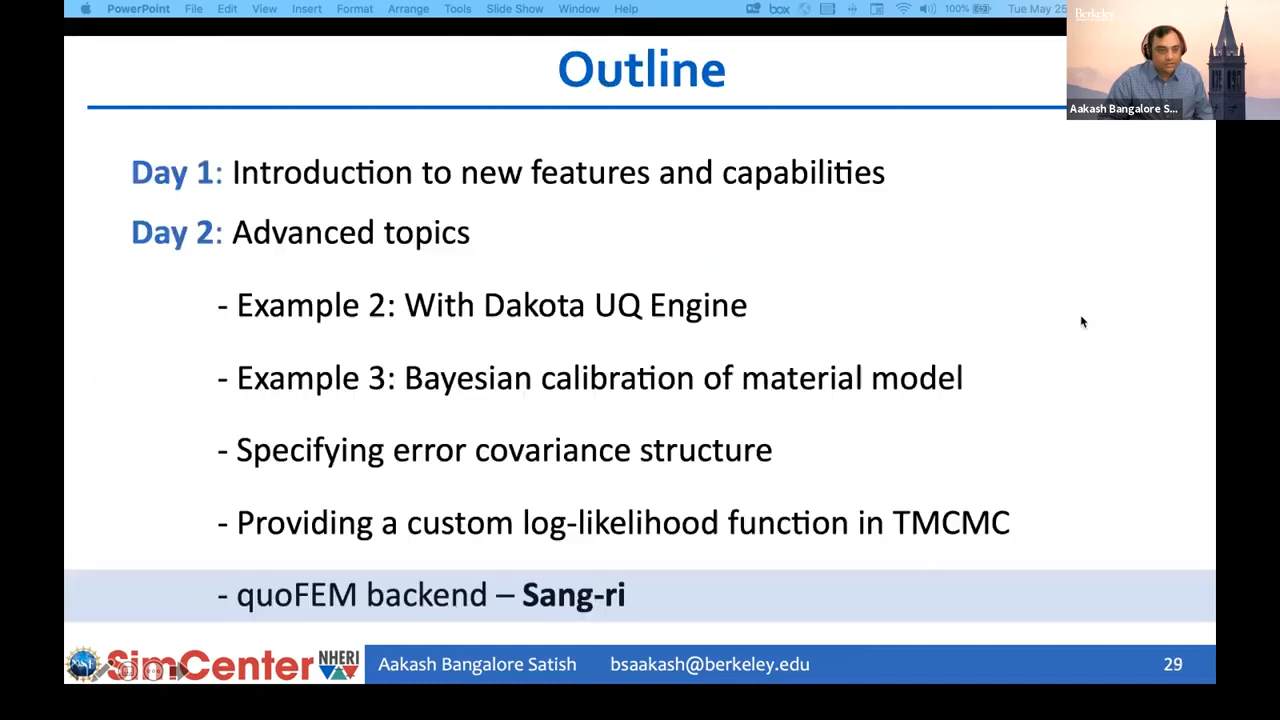 PowerPoint File Edit View Insert Format Arrange Tools Slide Show Window Help box 100% Tue May 25
Berkeley
Aakash Bangalore S...
Outline
Day 1: Introduction to new features and capabilities
Day 2: Advanced topics
- Example 2: With Dakota UQ Engine
- Example 3: Bayesian calibration of material model
- Specifying error covariance structure
- Providing a custom log-likelihood function in TMCMC
- quoFEM backend – Sang-ri
SimCenter NHERI Aakash Bangalore Satish bsaakash@berkeley.edu 29